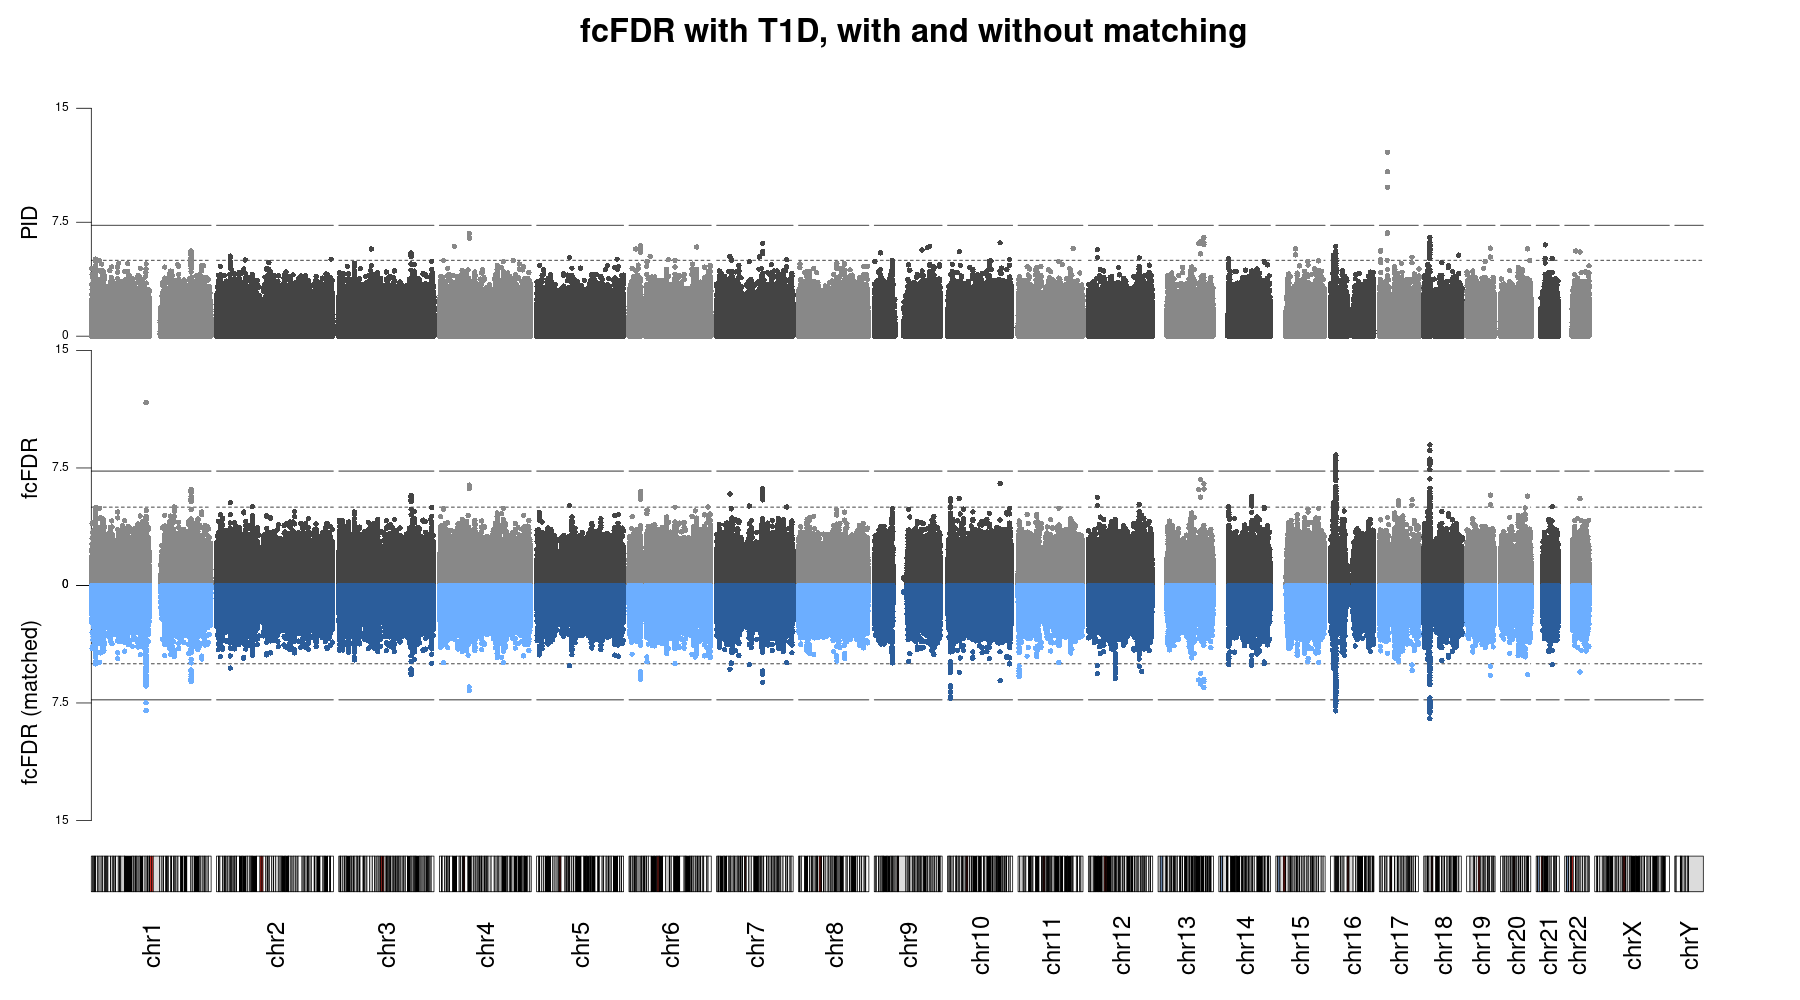 fcFDR with T1D, with and without matching
15
7.5
0
PID
15
7.5
0
fcFDR
0
7.5
15
fcFDR (matched)
chr1
chr2
chr3
chr4
chr5
chr6
chr7
chr8
chr9
chr10
chr11
chr12
chr13
chr14
chr15
chr16
chr17
chr18
chr19
chr20
chr21
chr22
chrX
chrY